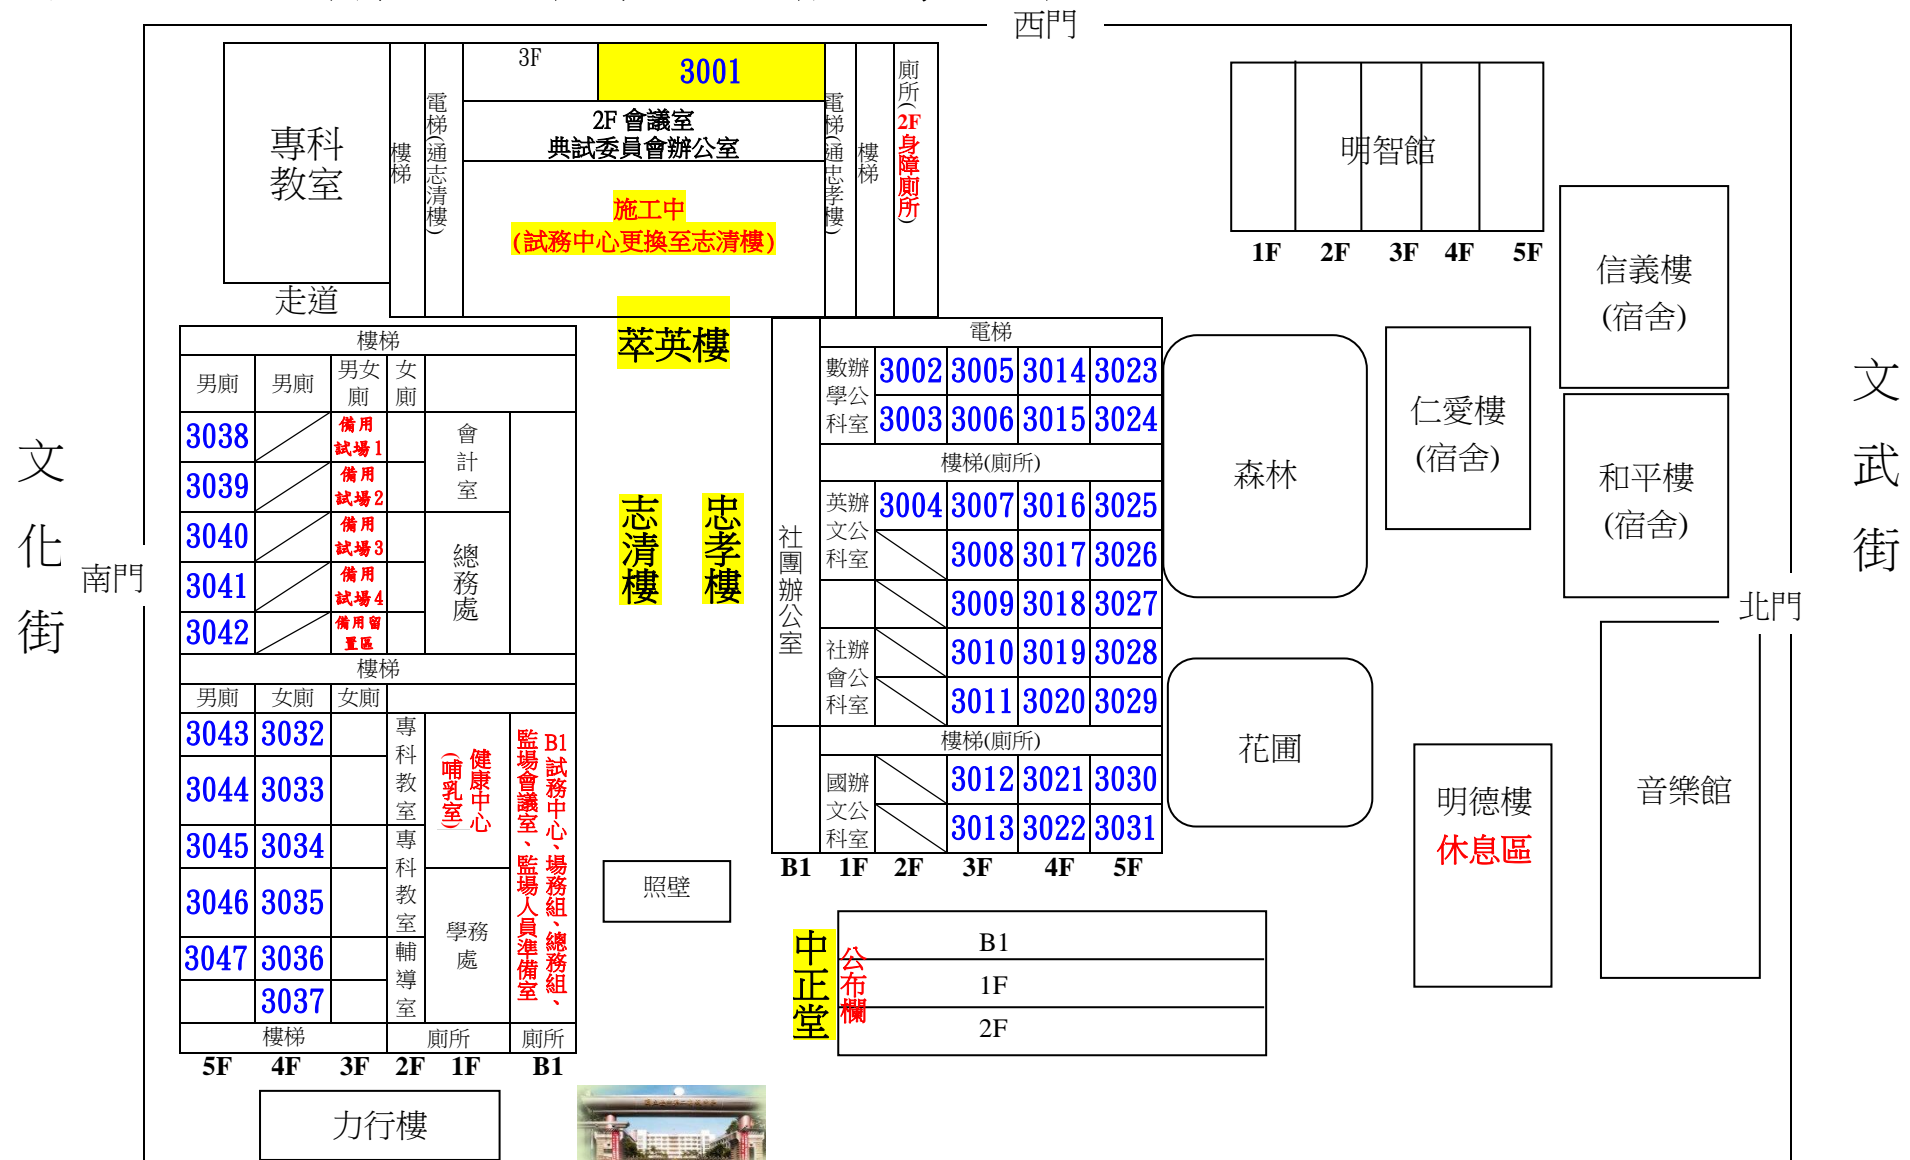 西門
3F
3001
2F 會議室
典試委員會辦公室
施工中
(試務中心更換至志清樓)
專科
教室
樓梯
電梯(通志清樓)
電梯(通忠孝樓)
樓梯
廁所(2F身障廁所)
走道
萃英樓
志清樓
忠孝樓
明智館
1F 2F 3F 4F 5F
信義樓
(宿舍)
仁愛樓
(宿舍)
和平樓
(宿舍)
森林
花圃
明德樓
休息區
音樂館
文武街
北門
文化街
南門
樓梯
男廁 男廁 男女廁 女廁
3038 備用試場1
3039 備用試場2
3040 備用試場3
3041 備用試場4
3042 備用留置區
會計室
總務處
樓梯
男廁 女廁 女廁
3043 3032
3044 3033
3045 3034
3046 3035
3047 3036
3037
專科教室
專科教室
輔導室
健康中心
(哺乳室)
學務處
B1試務中心、場務組、總務組、
監場會議室、監場人員準備室
樓梯 廁所 廁所
5F 4F 3F 2F 1F B1
社團辦公室
電梯
數學科辦公室
3002 3005 3014 3023
3003 3006 3015 3024
樓梯(廁所)
英文科辦公室
3004 3007 3016 3025
3008 3017 3026
3009 3018 3027
社會科辦公室
3010 3019 3028
3011 3020 3029
樓梯(廁所)
國文科辦公室
3012 3021 3030
3013 3022 3031
B1 1F 2F 3F 4F 5F
照壁
中正堂
公布欄
B1
1F
2F
力行樓